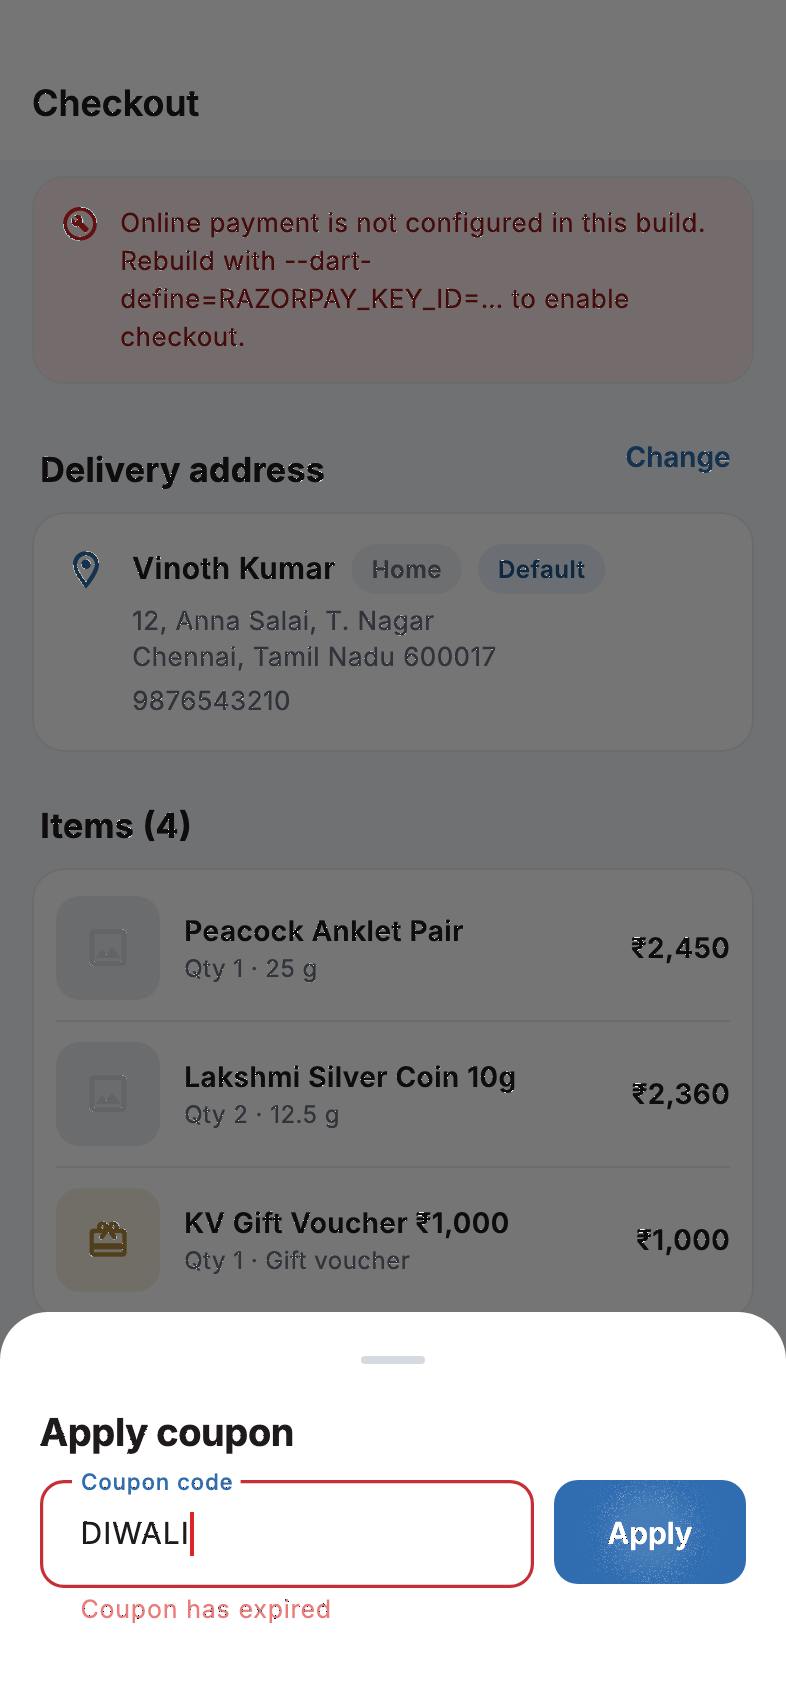 Checkout
Online payment is not configured in this build.
Rebuild with --dart-
define=RAZORPAY_KEY_ID=... to enable
checkout.
Delivery address
Change
Vinoth Kumar Home Default
12, Anna Salai, T. Nagar
Chennai, Tamil Nadu 600017
9876543210
Items (4)
Peacock Anklet Pair
Qty 1 · 25 g
₹2,450
Lakshmi Silver Coin 10g
Qty 2 · 12.5 g
₹2,360
KV Gift Voucher ₹1,000
Qty 1 · Gift voucher
₹1,000
Apply coupon
Coupon code
DIWALI
Apply
Coupon has expired